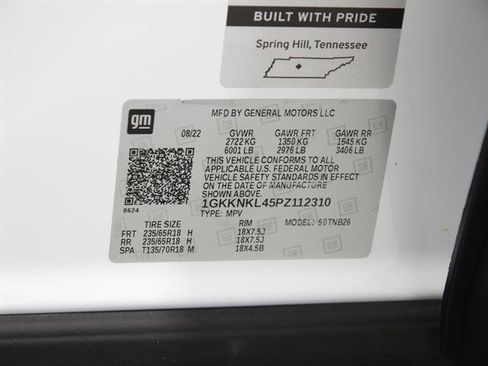 BUILT WITH PRIDE
Spring Hill, Tennessee
gm
MFD BY GENERAL MOTORS LLC
08/22 GVWR GAWR FRT GAWR RR
2722 KG 1350 KG 1545 KG
6001 LB 2976 LB 3406 LB
THIS VEHICLE CONFORMS TO ALL
APPLICABLE U.S. FEDERAL MOTOR
VEHICLE SAFETY STANDARDS IN
EFFECT ON THE DATE OF MANUFACTURE
SHOWN ABOVE.
1GKKNKL45PZ112310
TYPE: MPV MODEL: 50TNB26
8624
TIRE SIZE RIM
FRT 235/65R18 H 18X7.5J
RR 235/65R18 H 18X7.5J
SPA T135/70R18 M 18X4.5B